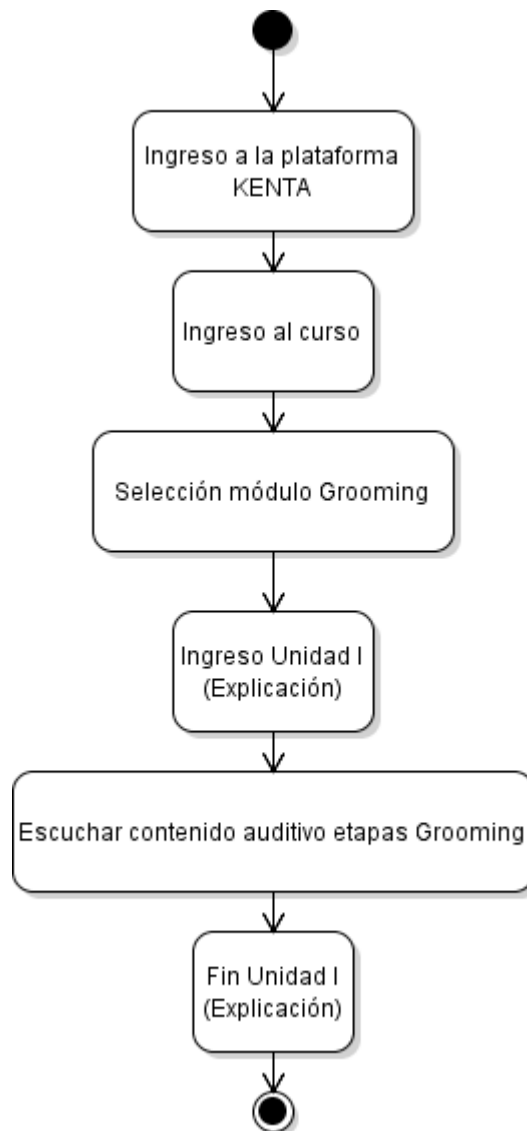 Ingreso a la plataforma
KENTA
Ingreso al curso
Selección módulo Grooming
Ingreso Unidad I
(Explicación)
Escuchar contenido auditivo etapas Grooming
Fin Unidad I
(Explicación)